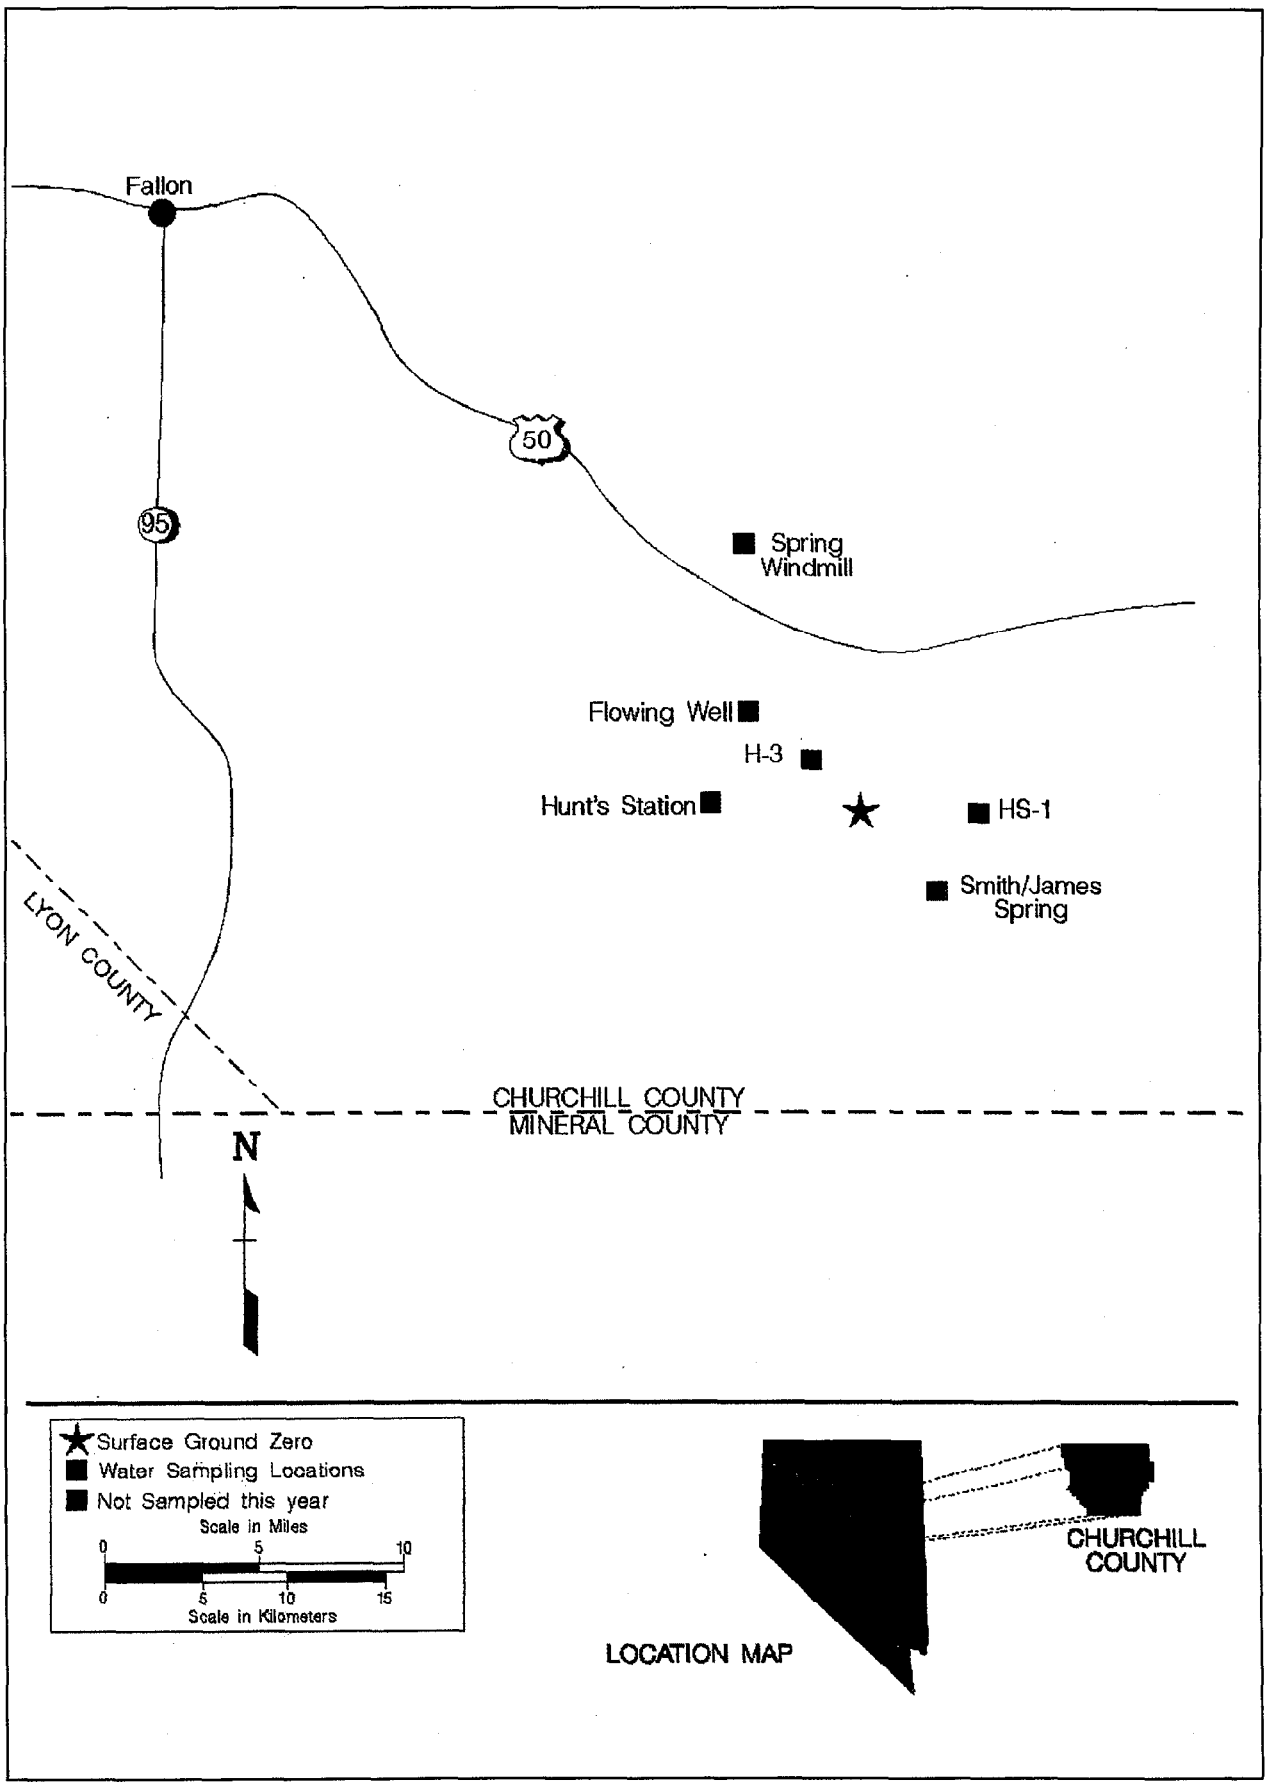 Fallon
50
95
Spring
Windmill
Flowing Well
H-3
Hunt's Station
HS-1
Smith/James
Spring
LYON COUNTY
CHURCHILL COUNTY
MINERAL COUNTY
N
Surface Ground Zero
Water Sampling Locations
Not Sampled this year
Scale in Miles
0 5 10
0 5 10 15
Scale in Kilometers
CHURCHILL
COUNTY
LOCATION MAP